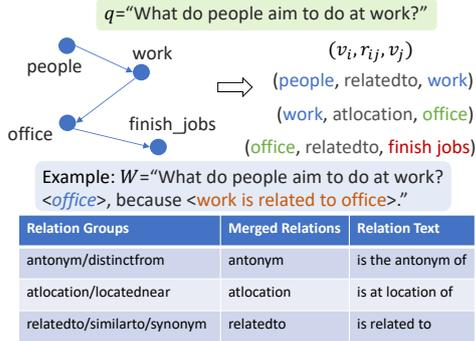 q="What do people aim to do at work?"
people
work
office
finish_jobs
(vi, rij, vj)
(people, relatedto, work)
(work, atlocation, office)
(office, relatedto, finish jobs)
Example: W="What do people aim to do at work?
<office>, because <work is related to office>."
Relation Groups Merged Relations Relation Text
antonym/distinctfrom antonym is the antonym of
atlocation/locatednear atlocation is at location of
relatedto/similarto/synonym relatedto is related to